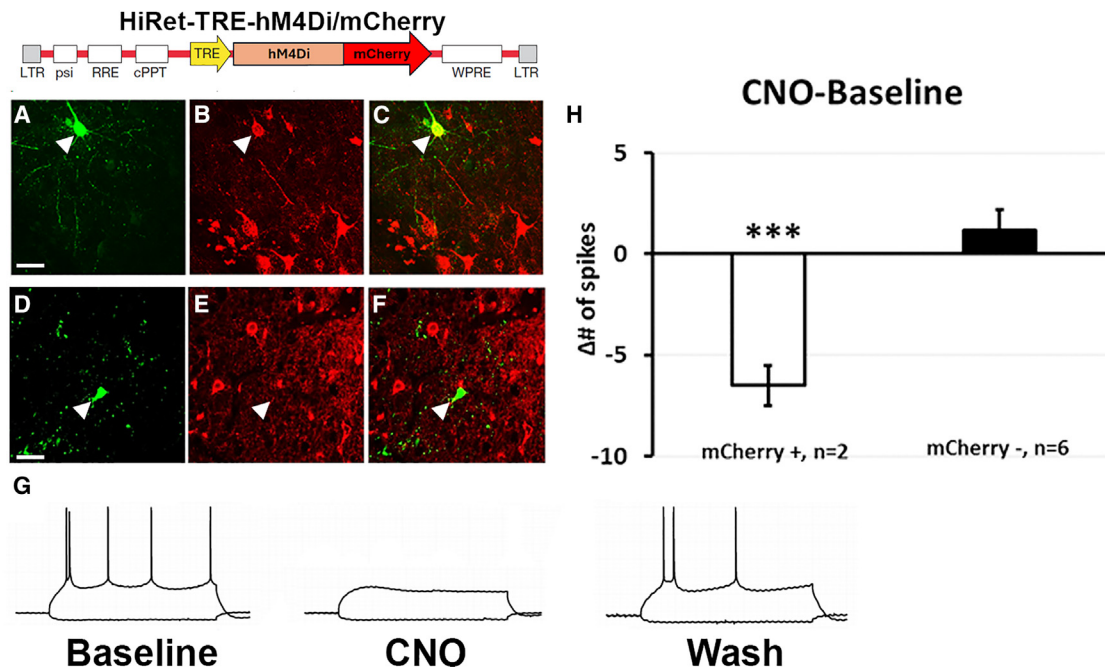 HiRet-TRE-hM4Di/mCherry
TRE hM4Di mCherry
LTR psi RRE cPPT WPRE LTR
A B C
D E F
G
Baseline CNO Wash
H
CNO-Baseline
Δ# of spikes
5
0
-5
-10
***
mCherry +, n=2 mCherry -, n=6